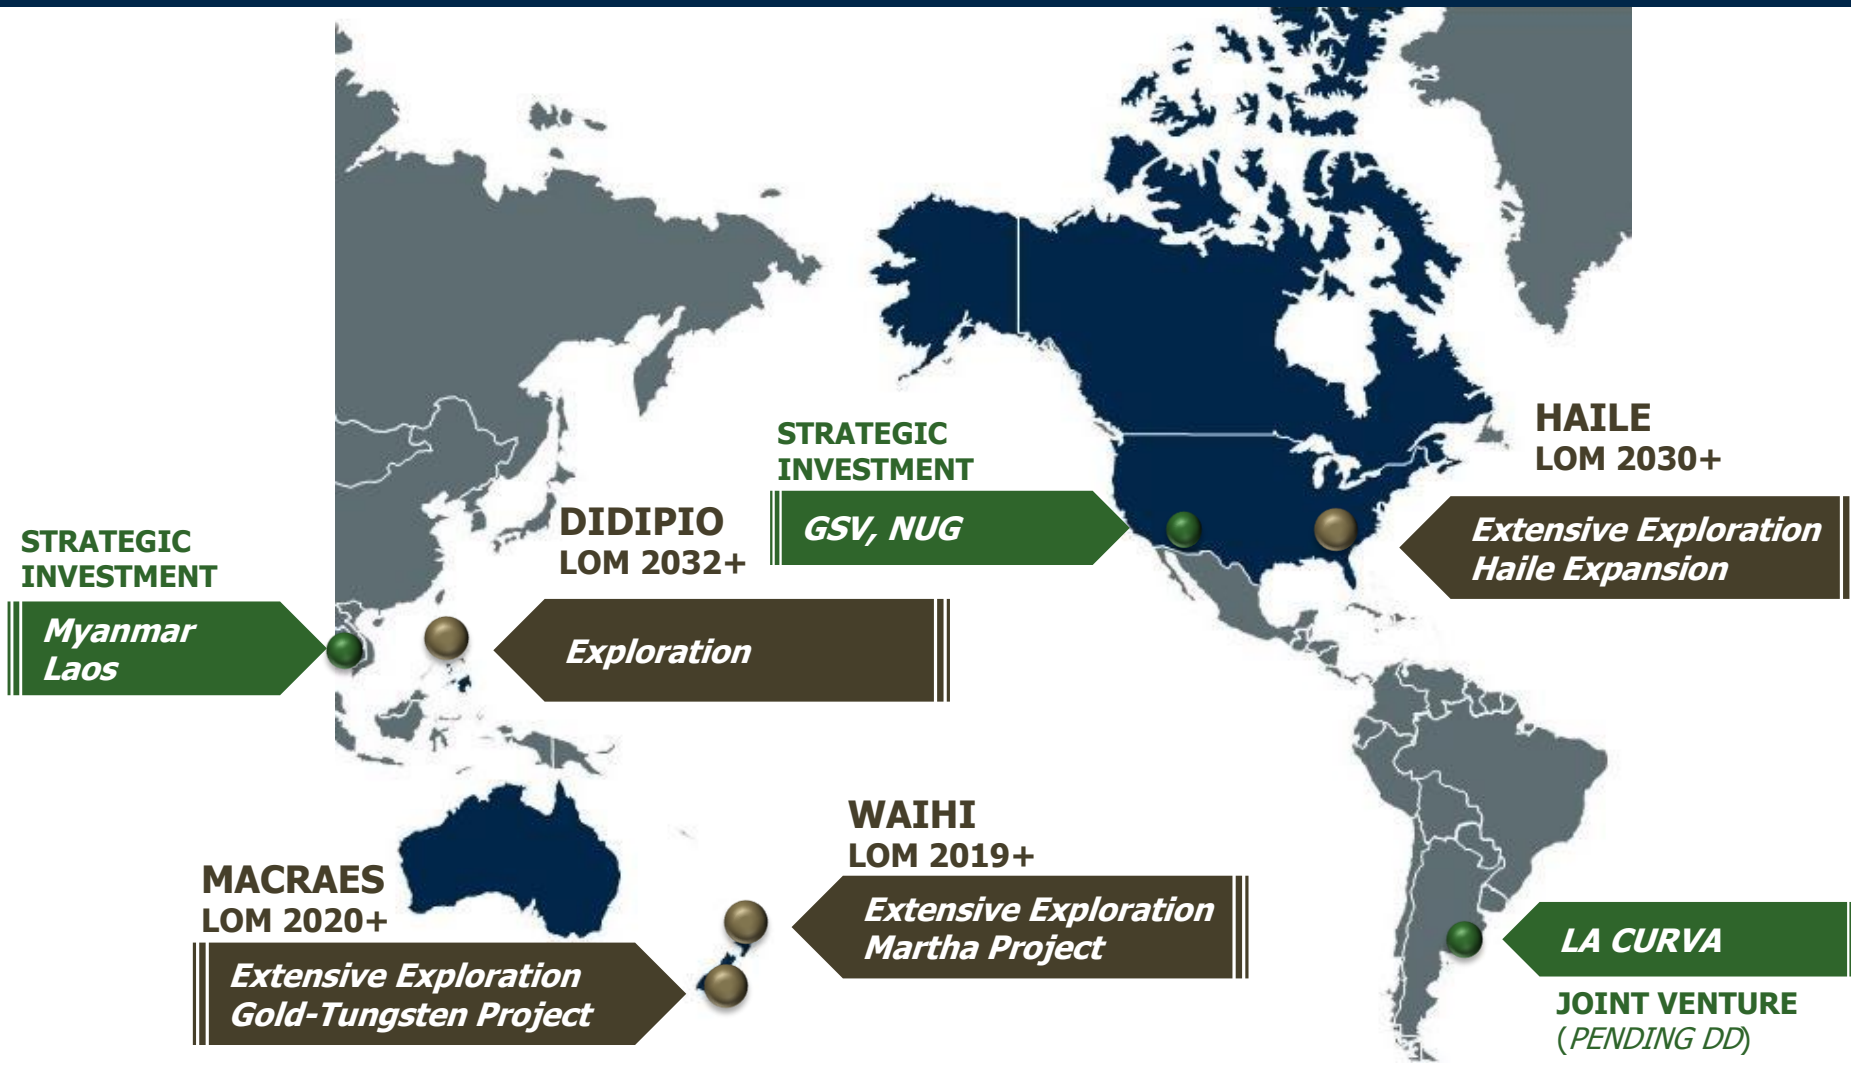 STRATEGIC
INVESTMENT
Myanmar
Laos
DIDIPIO
LOM 2032+
Exploration
STRATEGIC
INVESTMENT
GSV, NUG
HAILE
LOM 2030+
Extensive Exploration
Haile Expansion
MACRAES
LOM 2020+
Extensive Exploration
Gold-Tungsten Project
WAIHI
LOM 2019+
Extensive Exploration
Martha Project
LA CURVA
JOINT VENTURE
(PENDING DD)